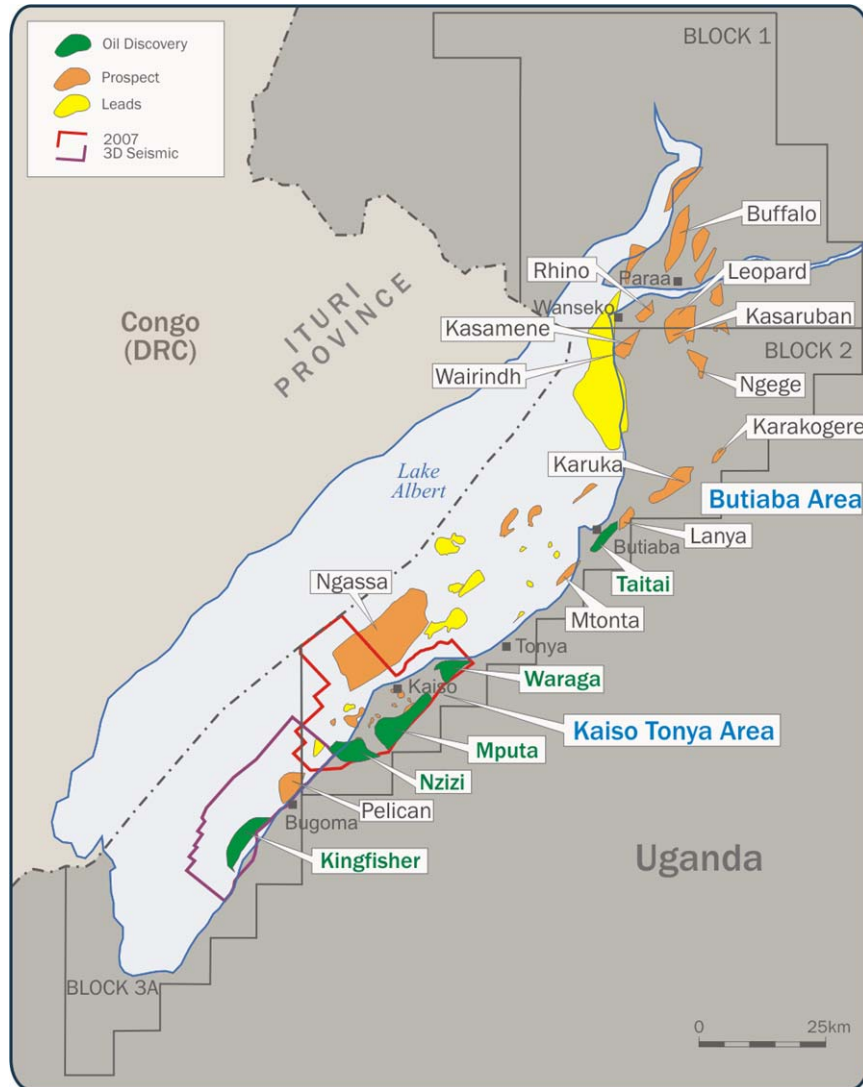 Oil Discovery
Prospect
Leads
2007
3D Seismic
BLOCK 1
Buffalo
Rhino
Paraa
Leopard
Wanseko
Congo
(DRC)
ITURI
PROVINCE
Kasamene
Kasaruban
BLOCK 2
Wairindh
Ngege
Karakogere
Lake
Albert
Karuka
Butiaba Area
Lanya
Butiaba
Taitai
Ngassa
Mtonta
Tonya
Waraga
Kaiso
Kaiso Tonya Area
Mputa
Nzizi
Pelican
Bugoma
Kingfisher
Uganda
BLOCK 3A
0 25km